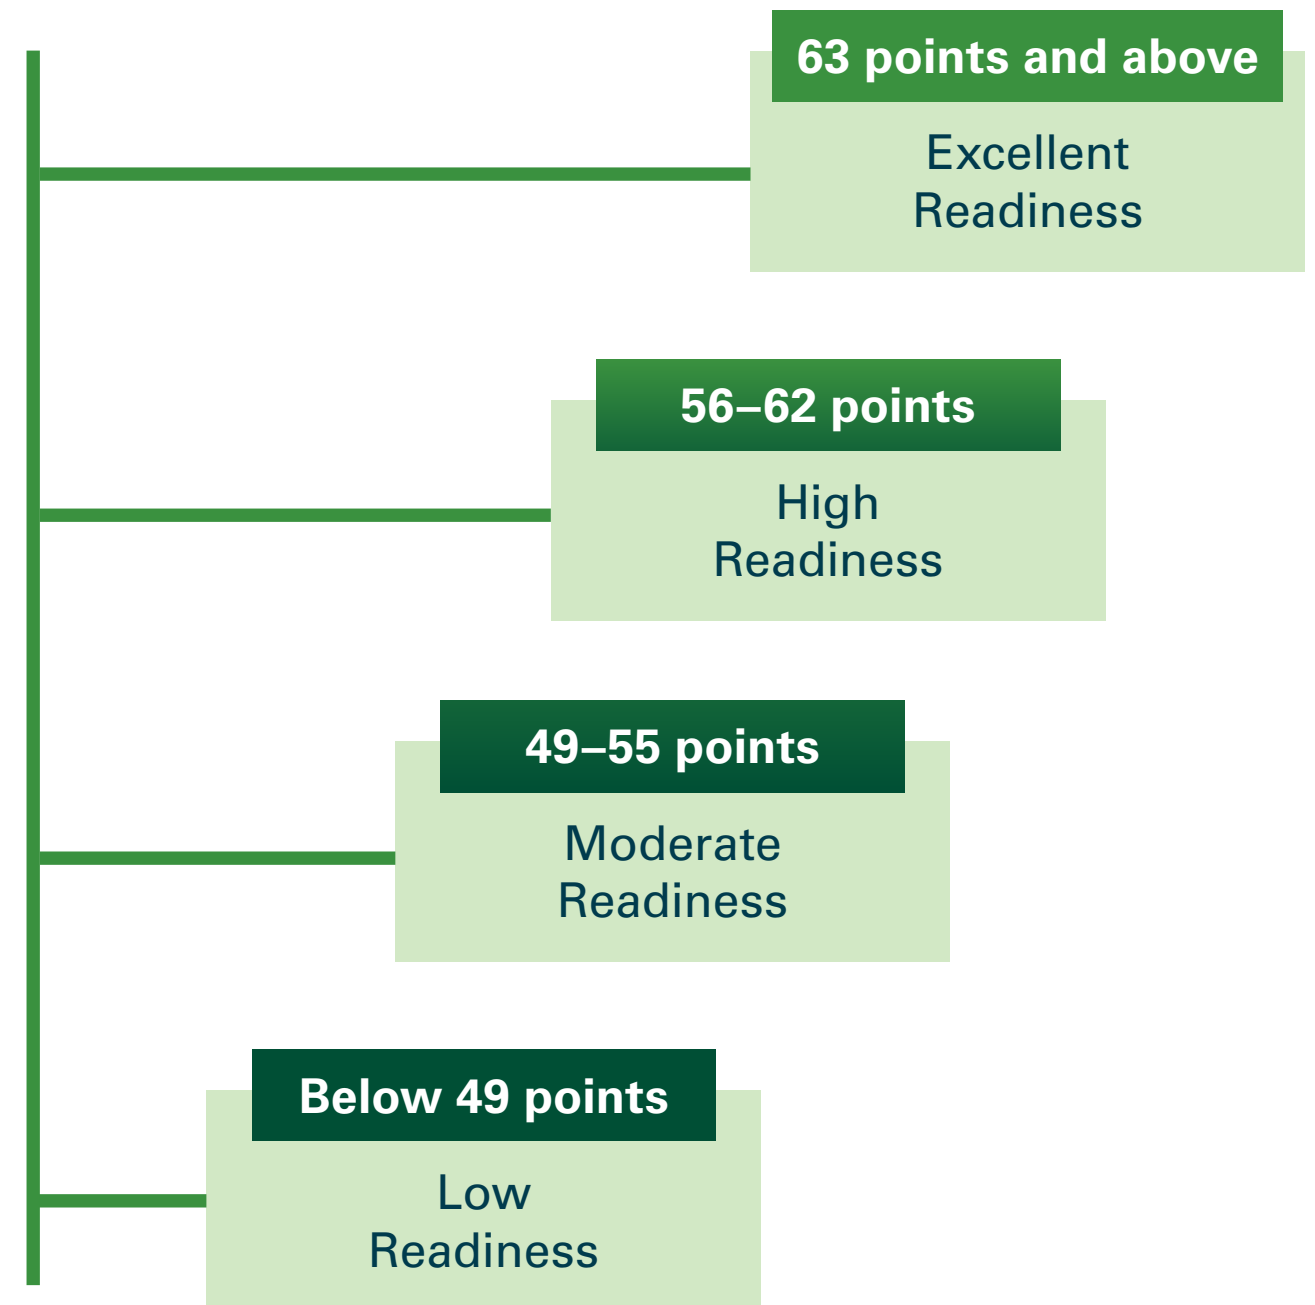 63 points and above
Excellent
Readiness
56–62 points
High
Readiness
49–55 points
Moderate
Readiness
Below 49 points
Low
Readiness